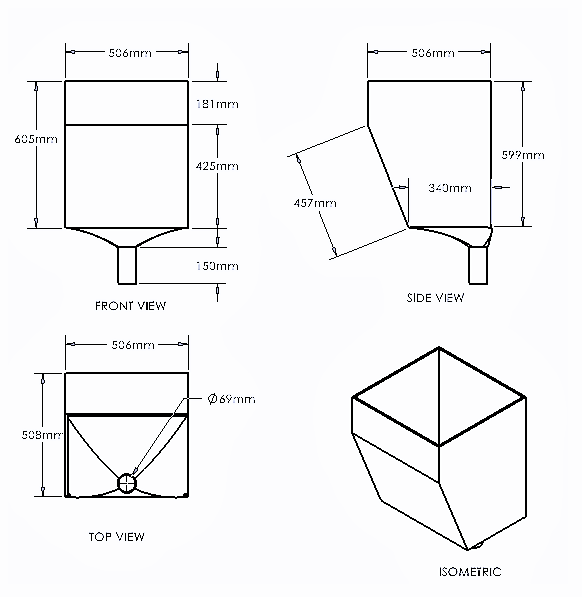 506mm
181mm
605mm
425mm
150mm
FRONT VIEW
506mm
599mm
340mm
457mm
SIDE VIEW
506mm
Ø69mm
508mm
TOP VIEW
ISOMETRIC